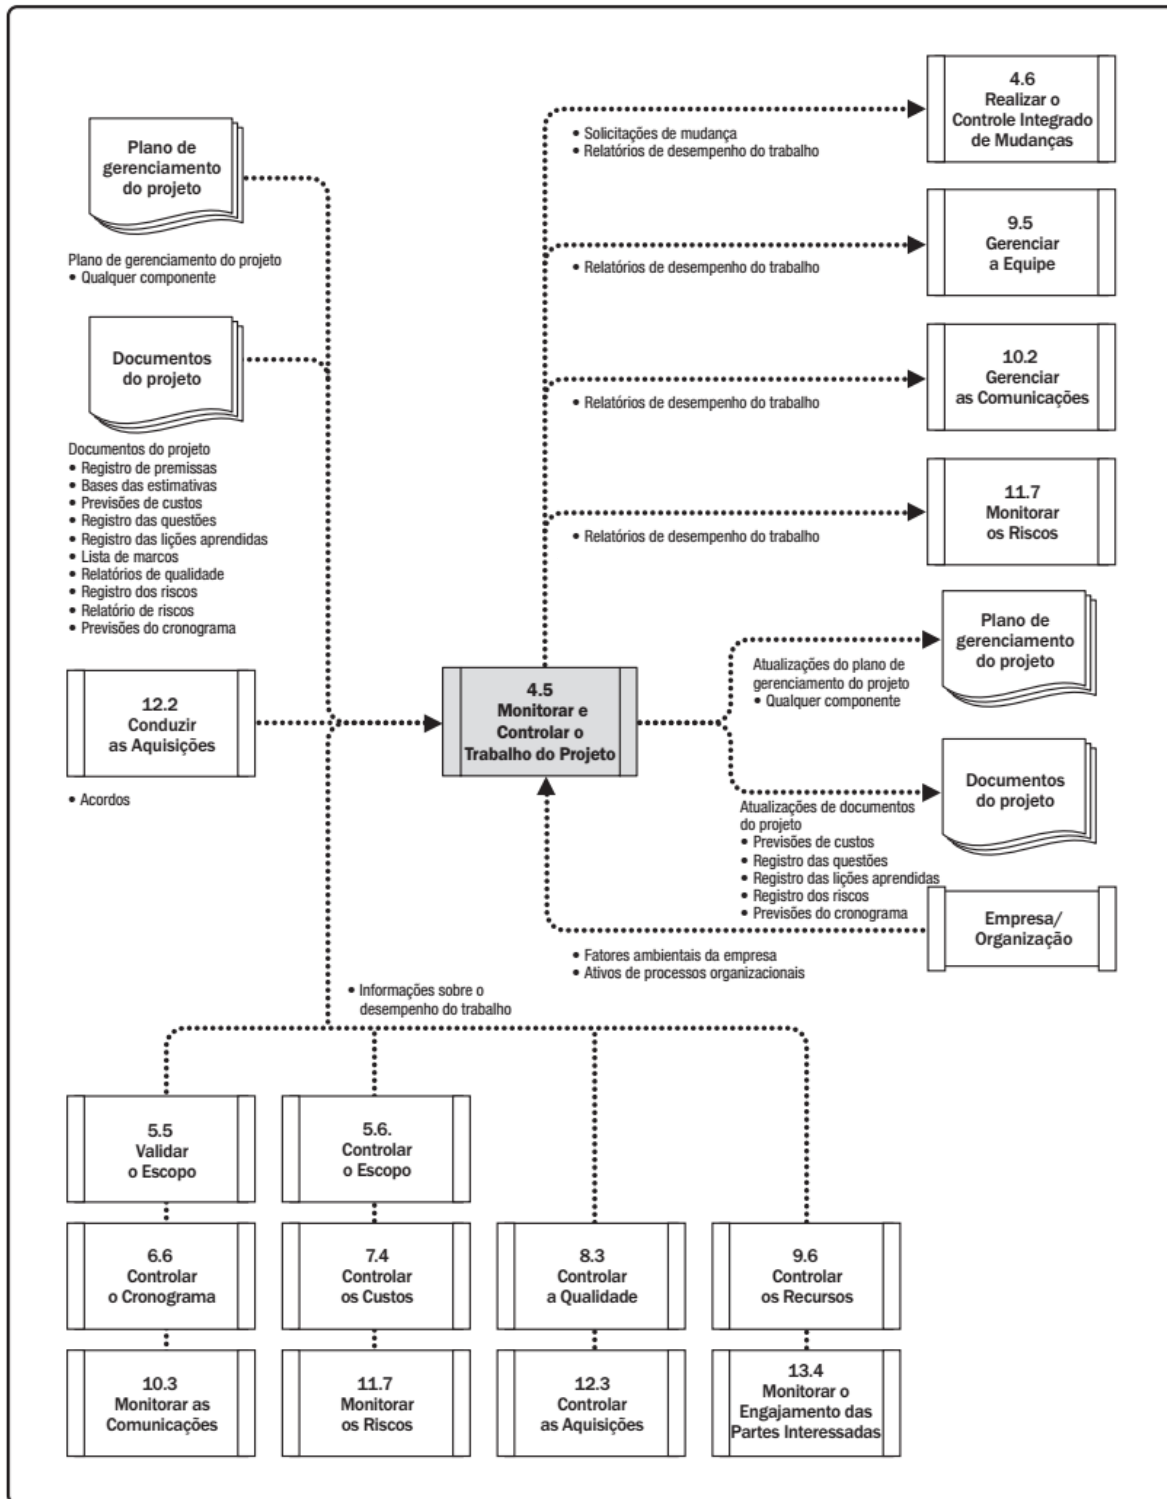 Plano de
gerenciamento
do projeto
Plano de gerenciamento do projeto
• Qualquer componente
Documentos
do projeto
Documentos do projeto
• Registro de premissas
• Bases das estimativas
• Previsões de custos
• Registro das questões
• Registro das lições aprendidas
• Lista de marcos
• Relatórios de qualidade
• Registro dos riscos
• Relatório de riscos
• Previsões do cronograma
12.2
Conduzir
as Aquisições
• Acordos
4.5
Monitorar e
Controlar o
Trabalho do Projeto
• Solicitações de mudança
• Relatórios de desempenho do trabalho
4.6
Realizar o
Controle Integrado
de Mudanças
• Relatórios de desempenho do trabalho
9.5
Gerenciar
a Equipe
• Relatórios de desempenho do trabalho
10.2
Gerenciar
as Comunicações
• Relatórios de desempenho do trabalho
11.7
Monitorar
os Riscos
Atualizações do plano de
gerenciamento do projeto
• Qualquer componente
Plano de
gerenciamento
do projeto
Atualizações de documentos
do projeto
• Previsões de custos
• Registro das questões
• Registro das lições aprendidas
• Registro dos riscos
• Previsões do cronograma
Documentos
do projeto
Empresa/
Organização
• Fatores ambientais da empresa
• Ativos de processos organizacionais
• Informações sobre o
desempenho do trabalho
5.5
Validar
o Escopo
5.6.
Controlar
o Escopo
6.6
Controlar
o Cronograma
7.4
Controlar
os Custos
8.3
Controlar
a Qualidade
9.6
Controlar
os Recursos
10.3
Monitorar as
Comunicações
11.7
Monitorar
os Riscos
12.3
Controlar
as Aquisições
13.4
Monitorar o
Engajamento das
Partes Interessadas